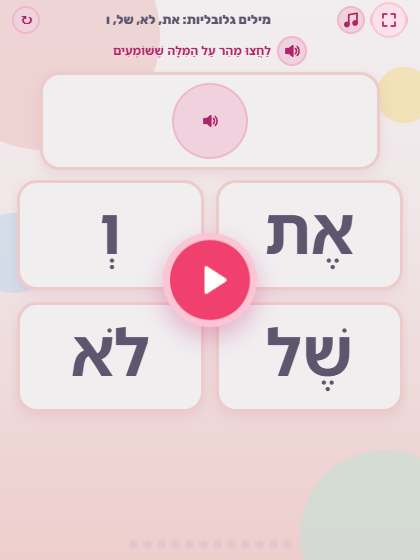 מילים גלובליות: את, לא, של, ו
לַחֲצוּ מַהֵר עַל הַמִּלָּה שֶׁשּׁוֹמְעִים
אֶת
וְ
שֶׁל
לֹא